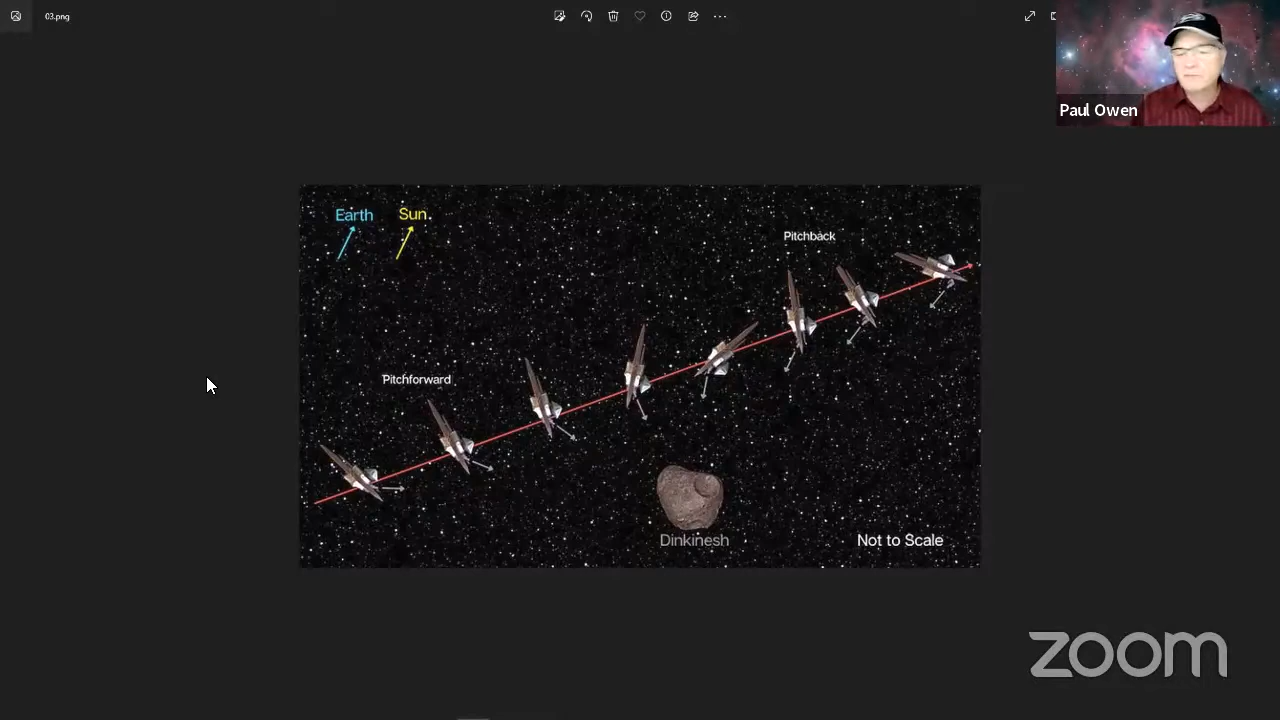 03.png
Paul Owen
Earth
Sun
Pitchback
Pitchforward
Dinkinesh
Not to Scale
zoom